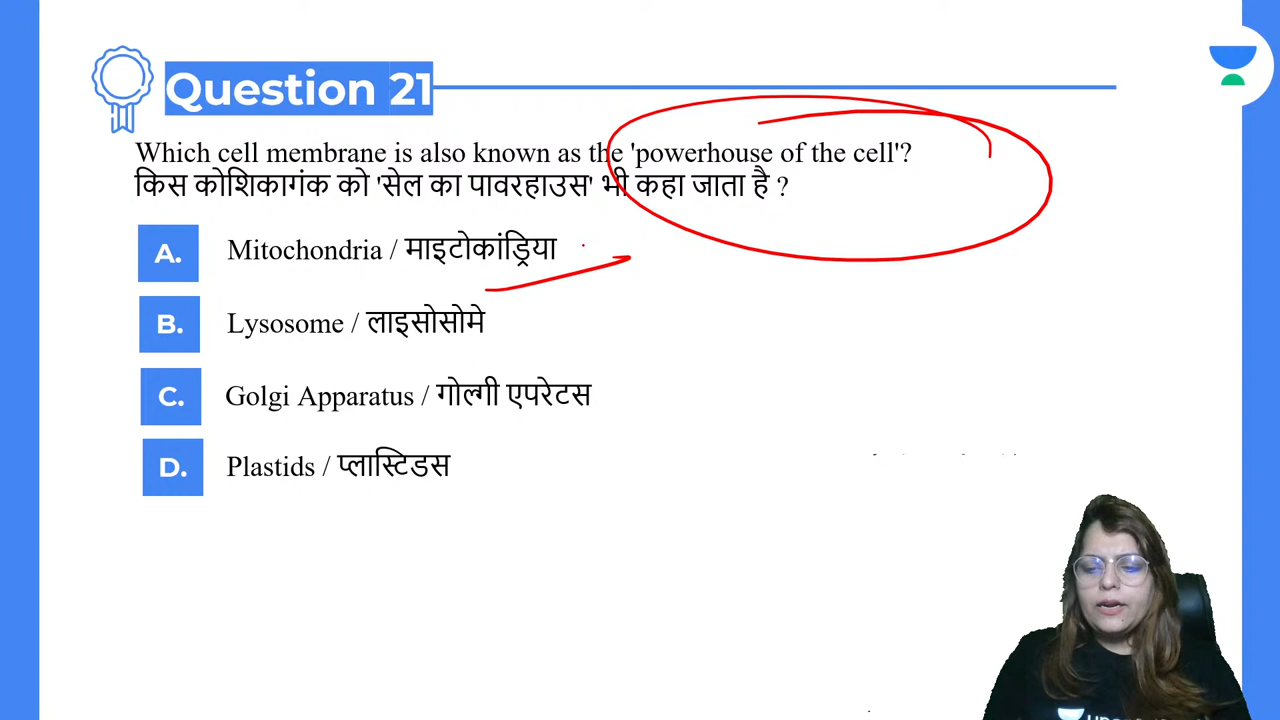 Question 21
Which cell membrane is also known as the 'powerhouse of the cell'?
किस कोशिकागंक को 'सेल का पावरहाउस' भी कहा जाता है ?
A. Mitochondria / माइटोकांड्रिया
B. Lysosome / लाइसोसोमे
C. Golgi Apparatus / गोल्गी एपरेटस
D. Plastids / प्लास्टिडस